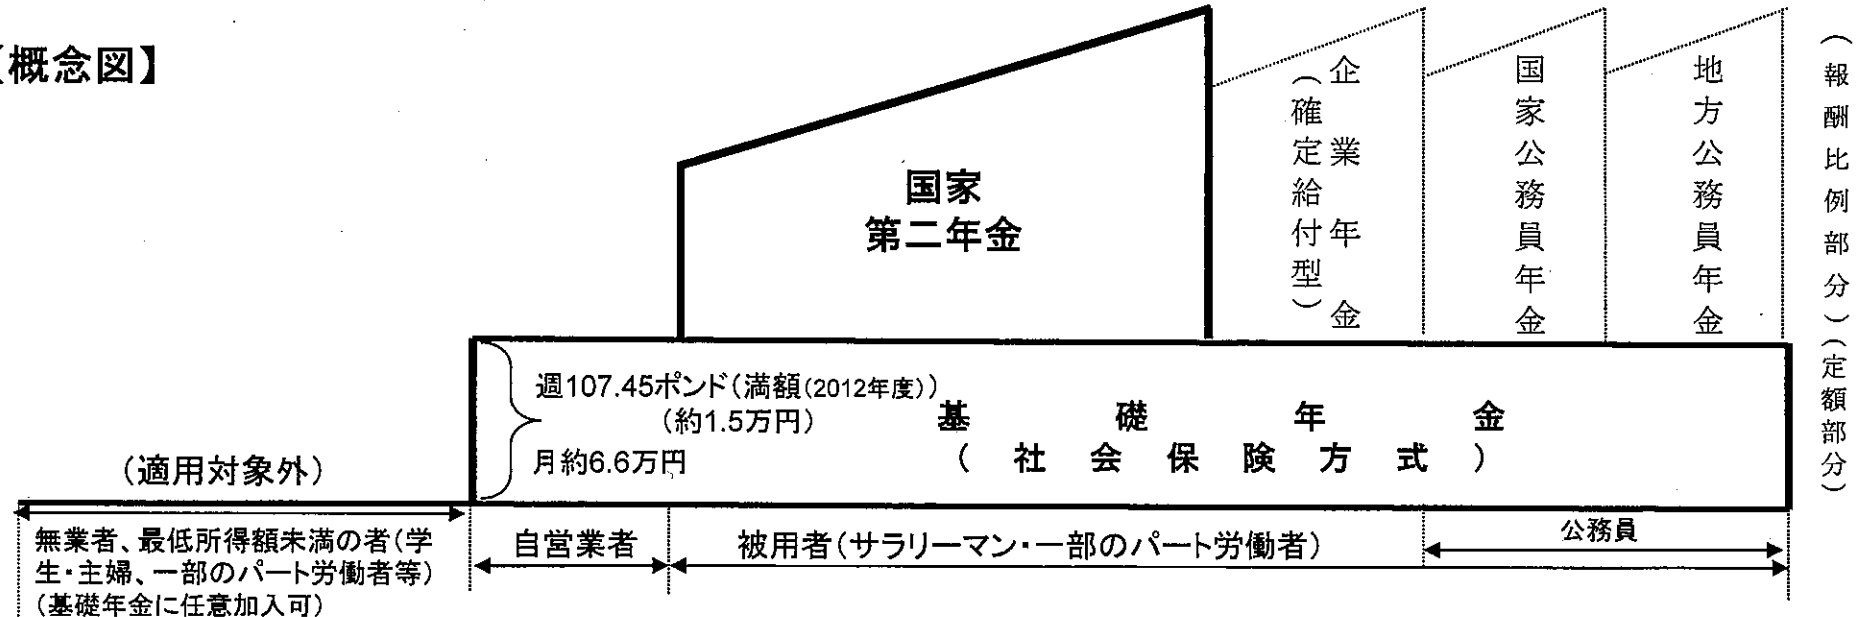 【概念図】
国家
第二年金
企業年金
(確定給付型)
国家公務員年金
地方公務員年金
(報酬比例部分)(定額部分)
週107.45ポンド(満額(2012年度))
(約1.5万円)
月約6.6万円
基礎年金
(社会保険方式)
(適用対象外)
無業者、最低所得額未満の者(学
生・主婦、一部のパート労働者等)
(基礎年金に任意加入可)
自営業者
被用者(サラリーマン・一部のパート労働者)
公務員